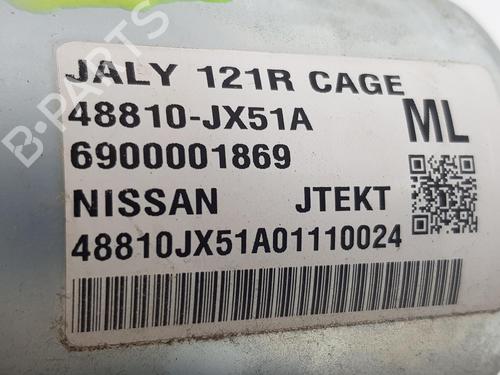 JALY 121R CAGE
48810-JX51A
ML
6900001869
NISSAN JTEKT
48810JX51A01110024
B-PARTS